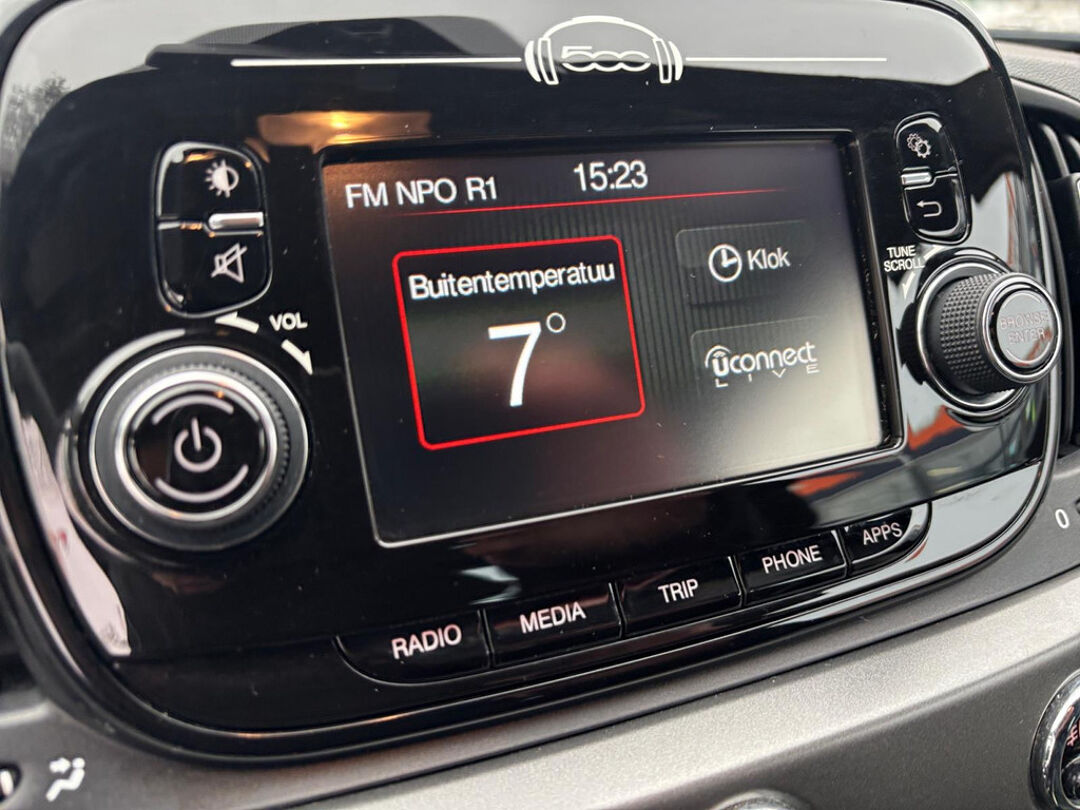 500
FM NPO R1
15:23
Buitentemperatuu
7°
Klok
Uconnect
LIVE
VOL
TUNE
SCROLL
BROWSE
ENTER
RADIO
MEDIA
TRIP
PHONE
APPS
0